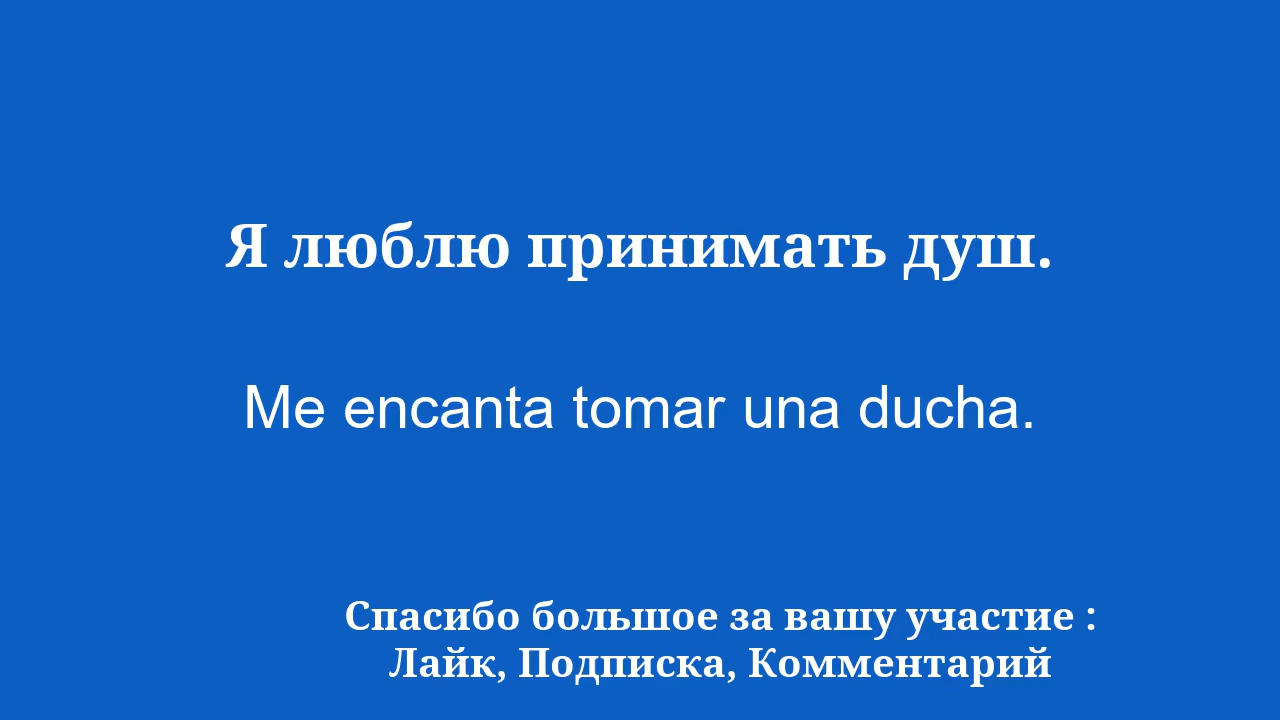 Я люблю принимать душ.
Me encanta tomar una ducha.
Спасибо большое за вашу участие :
Лайк, Подписка, Комментарий